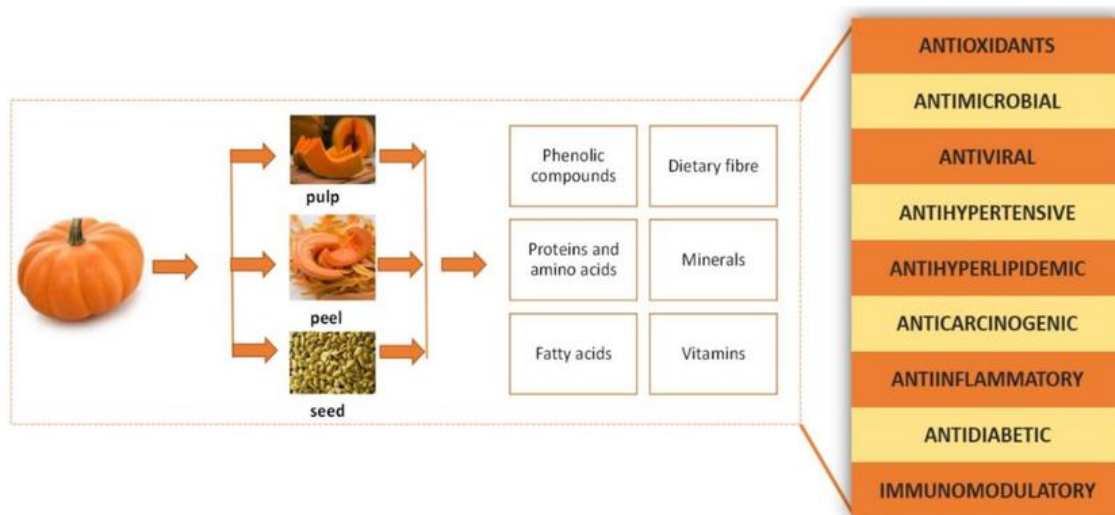 pulp
peel
seed
Phenolic
compounds
Dietary fibre
Proteins and
amino acids
Minerals
Fatty acids
Vitamins
ANTIOXIDANTS
ANTIMICROBIAL
ANTIVIRAL
ANTIHYPERTENSIVE
ANTIHYPERLIPIDEMIC
ANTICARCINOGENIC
ANTIINFLAMMATORY
ANTIDIABETIC
IMMUNOMODULATORY